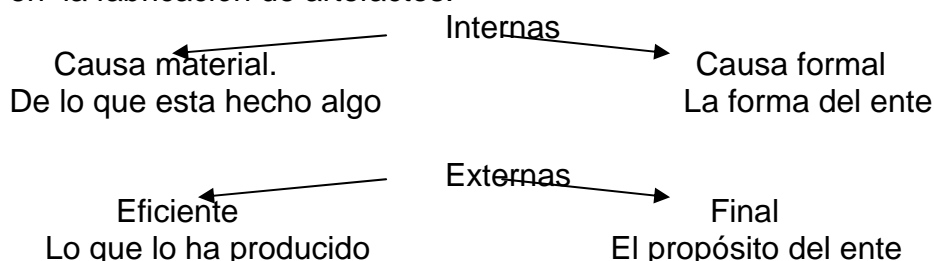 en la fabricación de artefactos.
Internas
Causa material. Causa formal
De lo que esta hecho algo La forma del ente
Externas
Eficiente Final
Lo que lo ha producido El propósito del ente